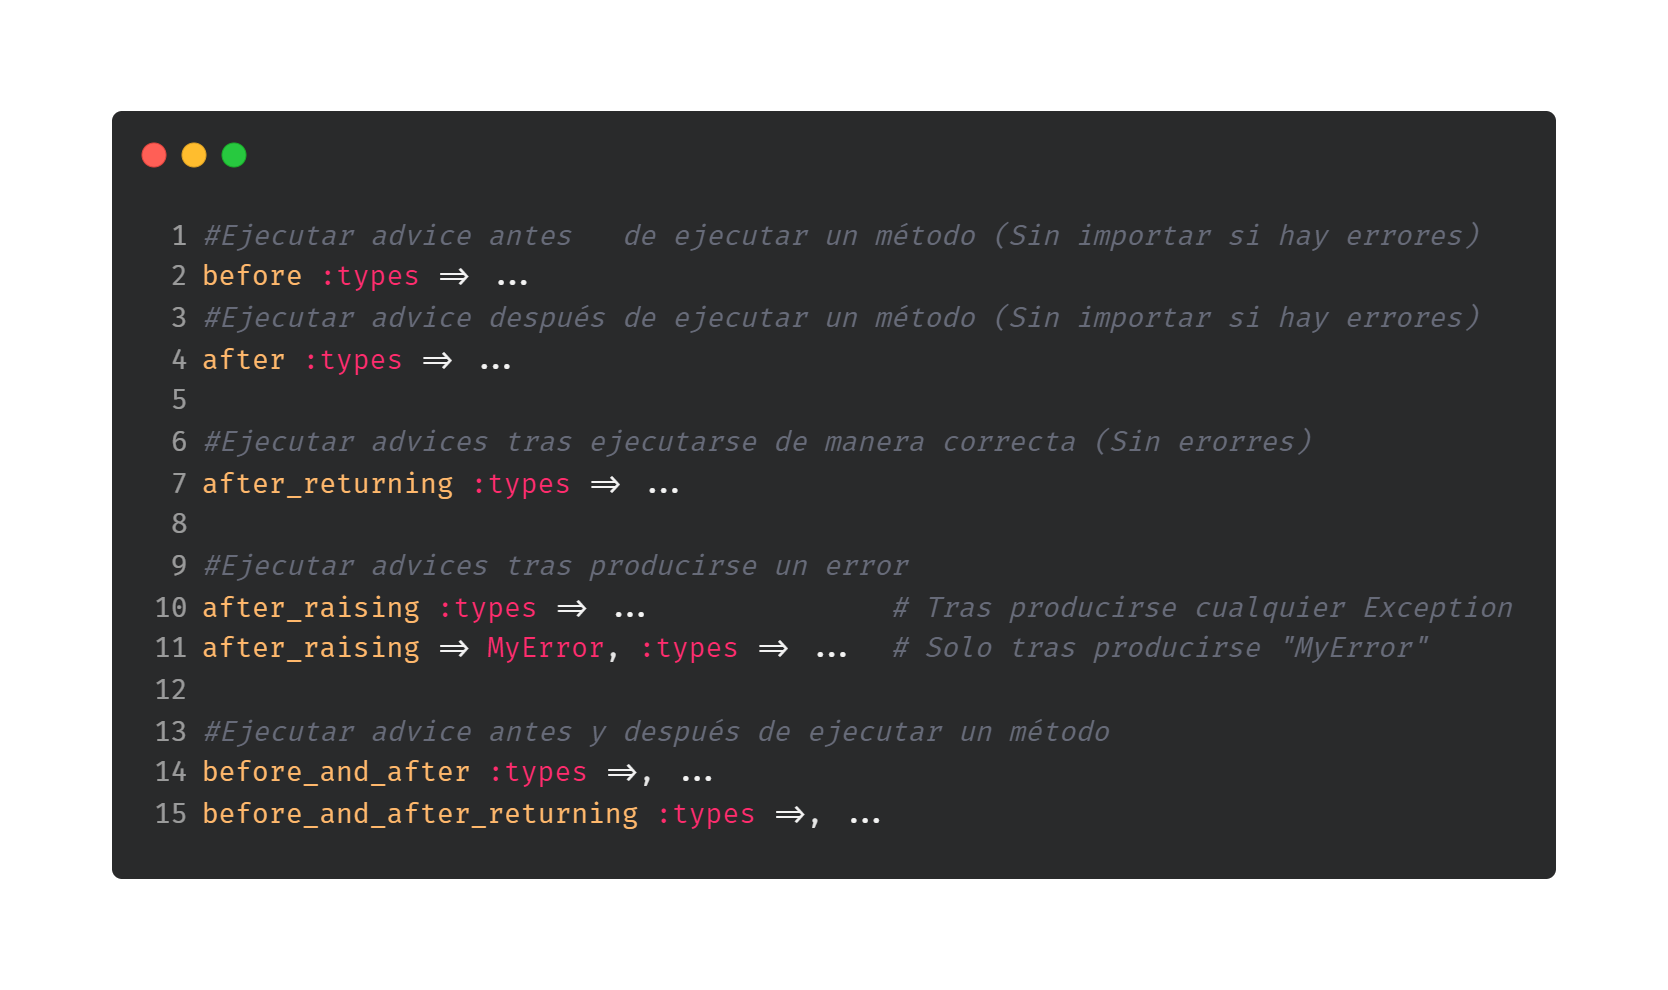 1 #Ejecutar advice antes   de ejecutar un método (Sin importar si hay errores)
2 before :types => ...
3 #Ejecutar advice después de ejecutar un método (Sin importar si hay errores)
4 after :types => ...
5
6 #Ejecutar advices tras ejecutarse de manera correcta (Sin erorres)
7 after_returning :types => ...
8
9 #Ejecutar advices tras producirse un error
10 after_raising :types => ...               # Tras producirse cualquier Exception
11 after_raising => MyError, :types => ...   # Solo tras producirse "MyError"
12
13 #Ejecutar advice antes y después de ejecutar un método
14 before_and_after :types =>, ...
15 before_and_after_returning :types =>, ...